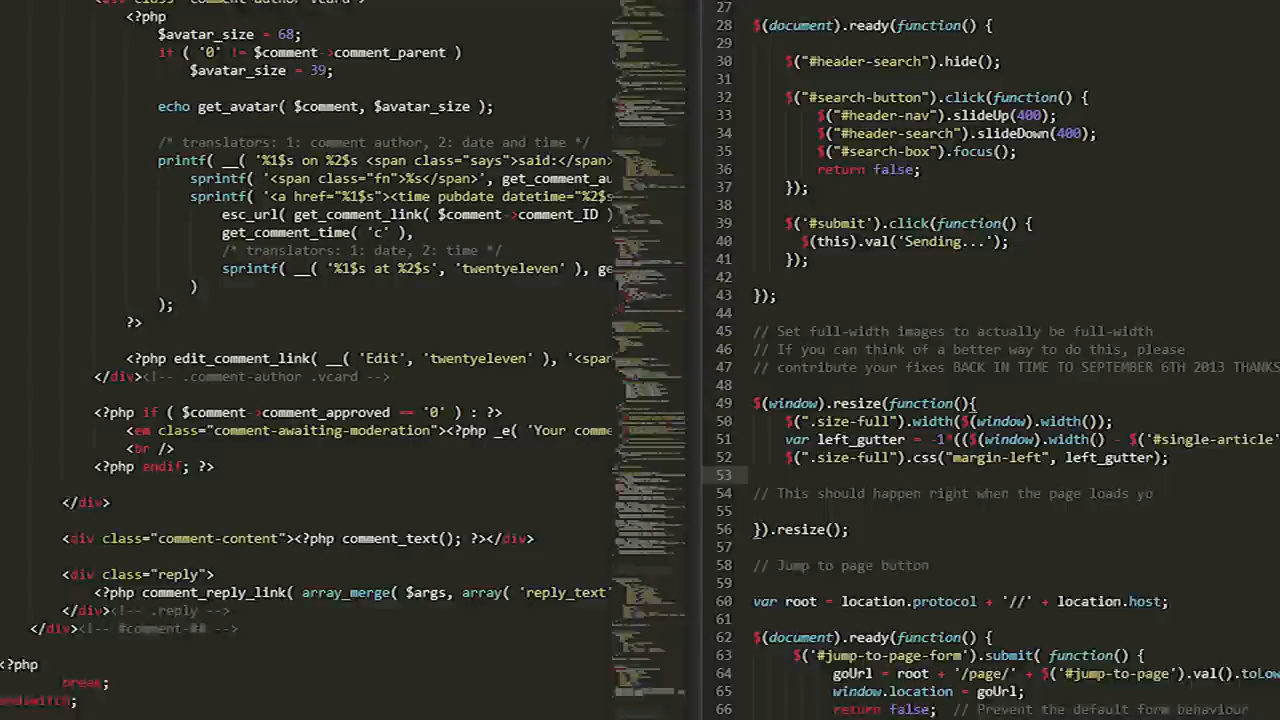 <div class="comment-author vcard">
<?php
$avatar_size = 68;
if ( '0' != $comment->comment_parent )
$avatar_size = 39;
echo get_avatar( $comment, $avatar_size );
/* translators: 1: comment author, 2: date and time */
printf( __( '%1$s on %2$s <span class="says">said:</span>
sprintf( '<span class="fn">%s</span>', get_comment_au
sprintf( '<a href="%1$s"><time pubdate datetime="%2$s
esc_url( get_comment_link( $comment->comment_ID )
get_comment_time( 'c' ),
/* translators: 1: date, 2: time */
sprintf( __( '%1$s at %2$s', 'twentyeleven' ), ge
)
);
?>
<?php edit_comment_link( __( 'Edit', 'twentyeleven' ), '<span
</div><!-- .comment-author .vcard -->
<?php if ( $comment->comment_approved == '0' ) : ?>
<em class="comment-awaiting-moderation"><?php _e( 'Your comme
<br />
<?php endif; ?>
</div>
<div class="comment-content"><?php comment_text(); ?></div>
<div class="reply">
<?php comment_reply_link( array_merge( $args, array( 'reply_text'
</div><!-- .reply -->
</div><!-- #comment-## -->
<?php
break;
endswitch;
27
28 $(document).ready(function() {
29
30 $("#header-search").hide();
31
32 $("#search-button").click(function() {
33 $("#header-nav").slideUp(400);
34 $("#header-search").slideDown(400);
35 $("#search-box").focus();
36 return false;
37 });
38
39 $('#submit').click(function() {
40 $(this).val('Sending...');
41 });
42
43 });
44
45 // Set full-width images to actually be full-width
46 // If you can think of a better way to do this, please
47 // contribute your fixes BACK IN TIME TO SEPTEMBER 6TH 2013 THANKS
48
49 $(window).resize(function(){
50 $(".size-full").width($(window).width());
51 var left_gutter = -1*(($(window).width() - $('#single-article'
52 $(".size-full").css("margin-left", left_gutter);
53
54 // This should happen right when the page loads yo
55
56 }).resize();
57
58 // Jump to page button
59
60 var root = location.protocol + '//' + location.host;
61
62 $(document).ready(function() {
63 $('#jump-to-page-form').submit( function() {
64 goUrl = root + '/page/' + $('#jump-to-page').val().toLow
65 window.location = goUrl;
66 return false; // Prevent the default form behaviour